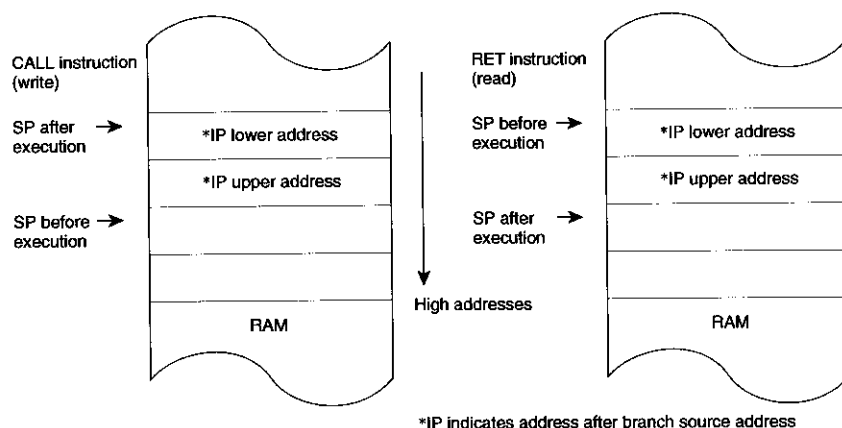 CALL instruction
(write)
SP after
execution
*IP lower address
*IP upper address
SP before
execution
RAM
High addresses
RET instruction
(read)
SP before
execution
*IP lower address
*IP upper address
SP after
execution
RAM
*IP indicates address after branch source address